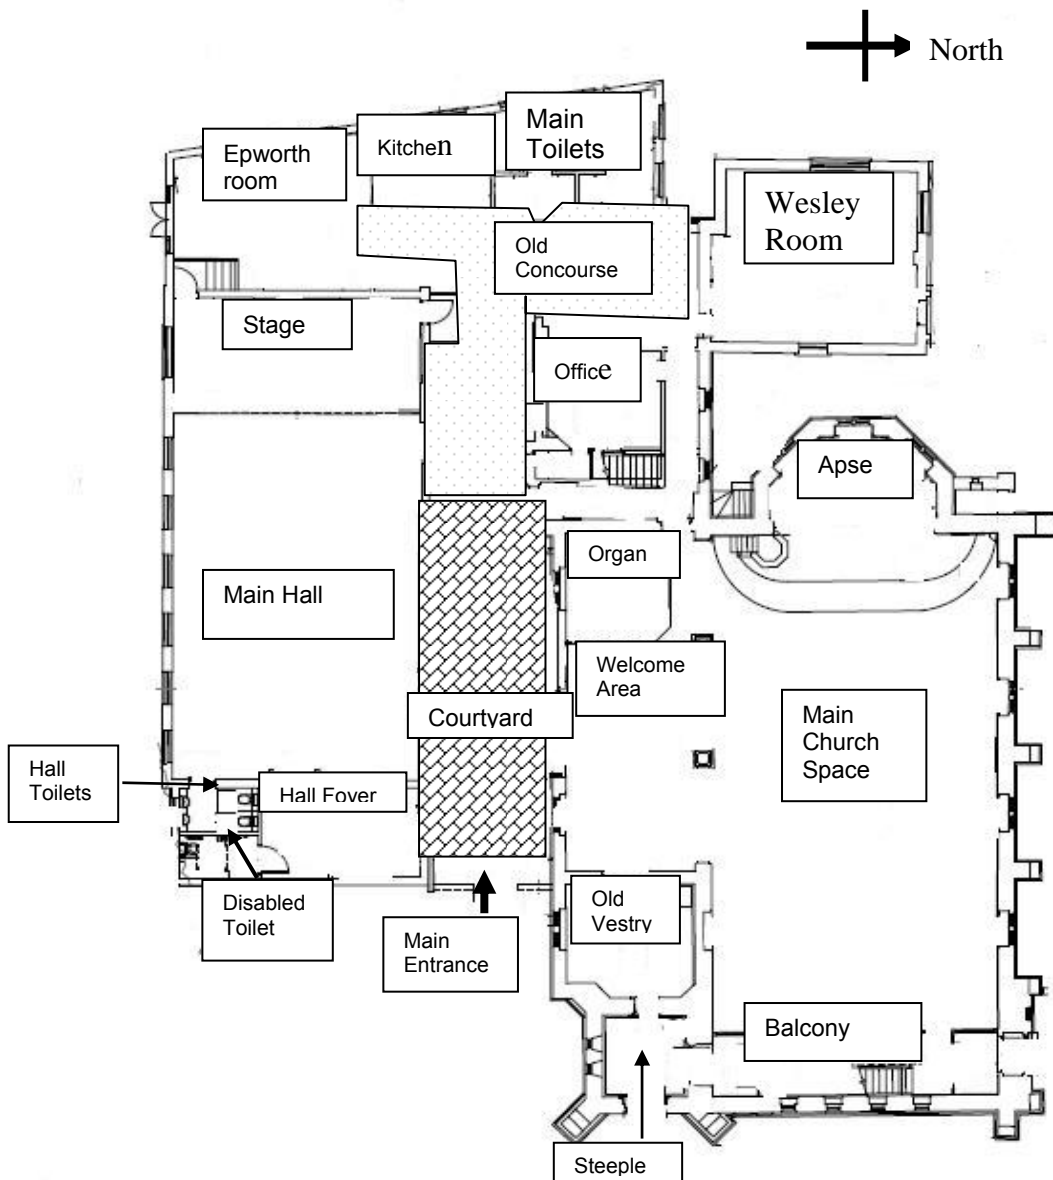 North
Main
Toilets
Kitchen
Epworth
room
Wesley
Room
Old
Concourse
Stage
Office
Apse
Organ
Main Hall
Welcome
Area
Courtyard
Main
Church
Space
Hall
Toilets
Hall Foyer
Disabled
Toilet
Old
Vestry
Main
Entrance
Balcony
Steeple